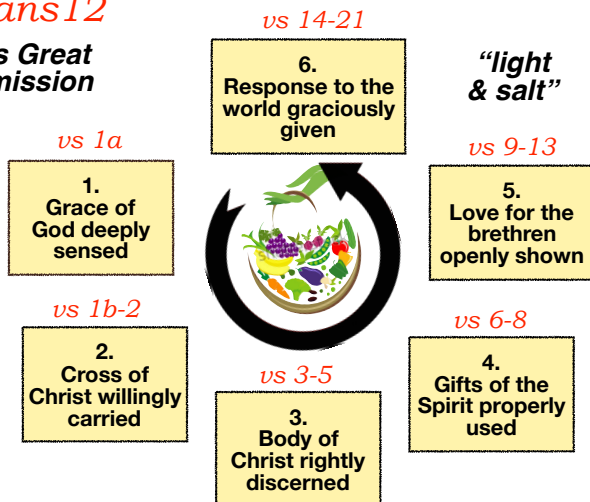 ans12
s Great
mission
vs 14-21
6.
Response to the
world graciously
given
“light
& salt”
vs 1a
1.
Grace of
God deeply
sensed
vs 9-13
5.
Love for the
brethren
openly shown
vs 1b-2
2.
Cross of
Christ willingly
carried
vs 3-5
3.
Body of
Christ rightly
discerned
vs 6-8
4.
Gifts of the
Spirit properly
used